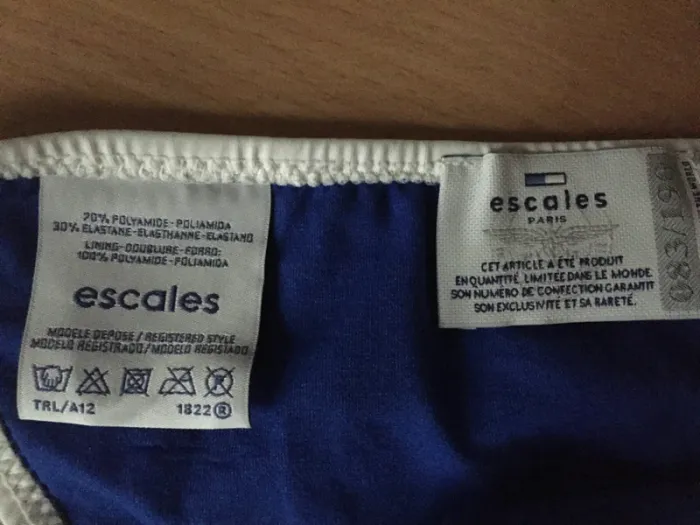 70% POLYAMIDE-POLIAMIDA
30% ELASTANE-ELASTHANNE-ELASTANO
LINING-DOUBLURE-FORRO:
100% POLYAMIDE-POLIAMIDA
escales
MODELE DEPOSE / REGISTERED STYLE
MODELO REGISTRADO / MODELO REGISTADO
TRL/A12 1822®
escales
PARIS
CET ARTICLE A ÉTÉ PRODUIT
EN QUANTITÉ, LIMITÉE DANS LE MONDE
SON NUMERO DE CONFECTION GARANTIT
SON EXCLUSIVITÉ ET SA RARETÉ.
083/199